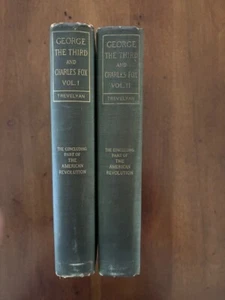 GEORGE
THE THIRD
AND
CHARLES FOX
VOL. I
TREVELYAN
THE CONCLUDING
PART OF
THE
AMERICAN
REVOLUTION
GEORGE
THE THIRD
AND
CHARLES FOX
VOL. II
TREVELYAN
THE CONCLUDING
PART OF
THE
AMERICAN
REVOLUTION